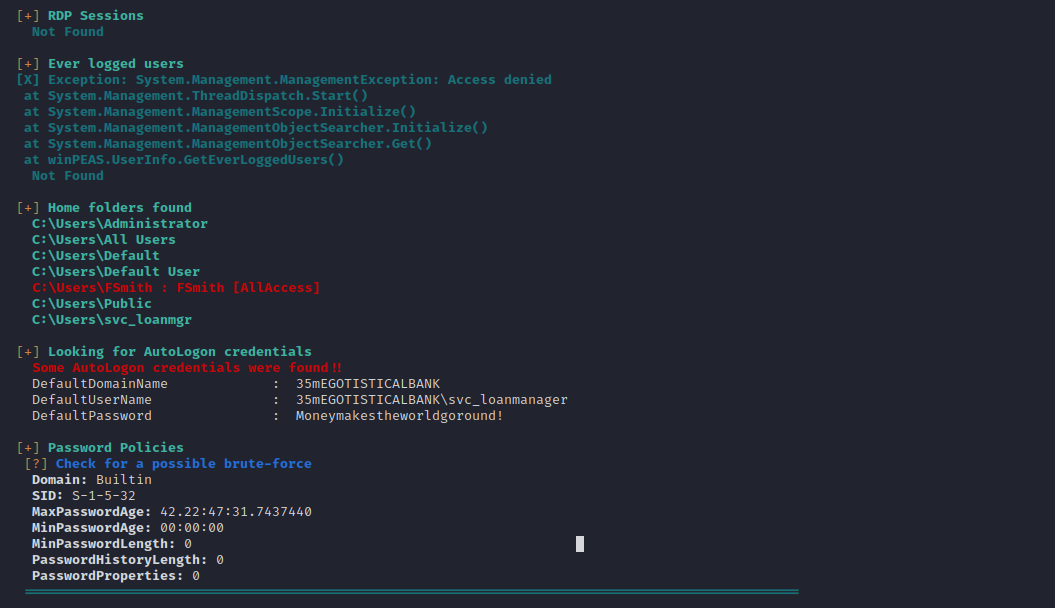 [+] RDP Sessions
Not Found
[+] Ever logged users
[X] Exception: System.Management.ManagementException: Access denied
at System.Management.ThreadDispatch.Start()
at System.Management.ManagementScope.Initialize()
at System.Management.ManagementObjectSearcher.Initialize()
at System.Management.ManagementObjectSearcher.Get()
at winPEAS.UserInfo.GetEverLoggedUsers()
Not Found
[+] Home folders found
C:\Users\Administrator
C:\Users\All Users
C:\Users\Default
C:\Users\Default User
C:\Users\FSmith : FSmith [AllAccess]
C:\Users\Public
C:\Users\svc_loanmgr
[+] Looking for AutoLogon credentials
Some AutoLogon credentials were found!!
DefaultDomainName : 35mEGOTISTICALBANK
DefaultUserName : 35mEGOTISTICALBANK\svc_loanmanager
DefaultPassword : Moneymakestheworldgoround!
[+] Password Policies
[?] Check for a possible brute-force
Domain: Builtin
SID: S-1-5-32
MaxPasswordAge: 42.22:47:31.7437440
MinPasswordAge: 00:00:00
MinPasswordLength: 0
PasswordHistoryLength: 0
PasswordProperties: 0